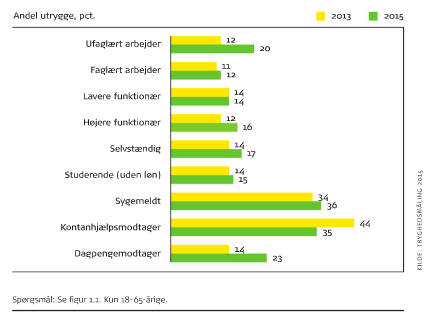 Andel utrygge, pct.
2013 2015
Ufaglært arbejder 12 20
Faglært arbejder 11 12
Lavere funktionær 14 14
Højere funktionær 12 16
Selvstændig 14 17
Studerende (uden løn) 14 15
Sygemeldt 34 36
Kontanhjælpsmodtager 44 35
Dagpengemodtager 14 23
Spørgsmål: Se figur 1.1. Kun 18-65-årige.
KILDE: TRYGHEDSMÅLING 2015